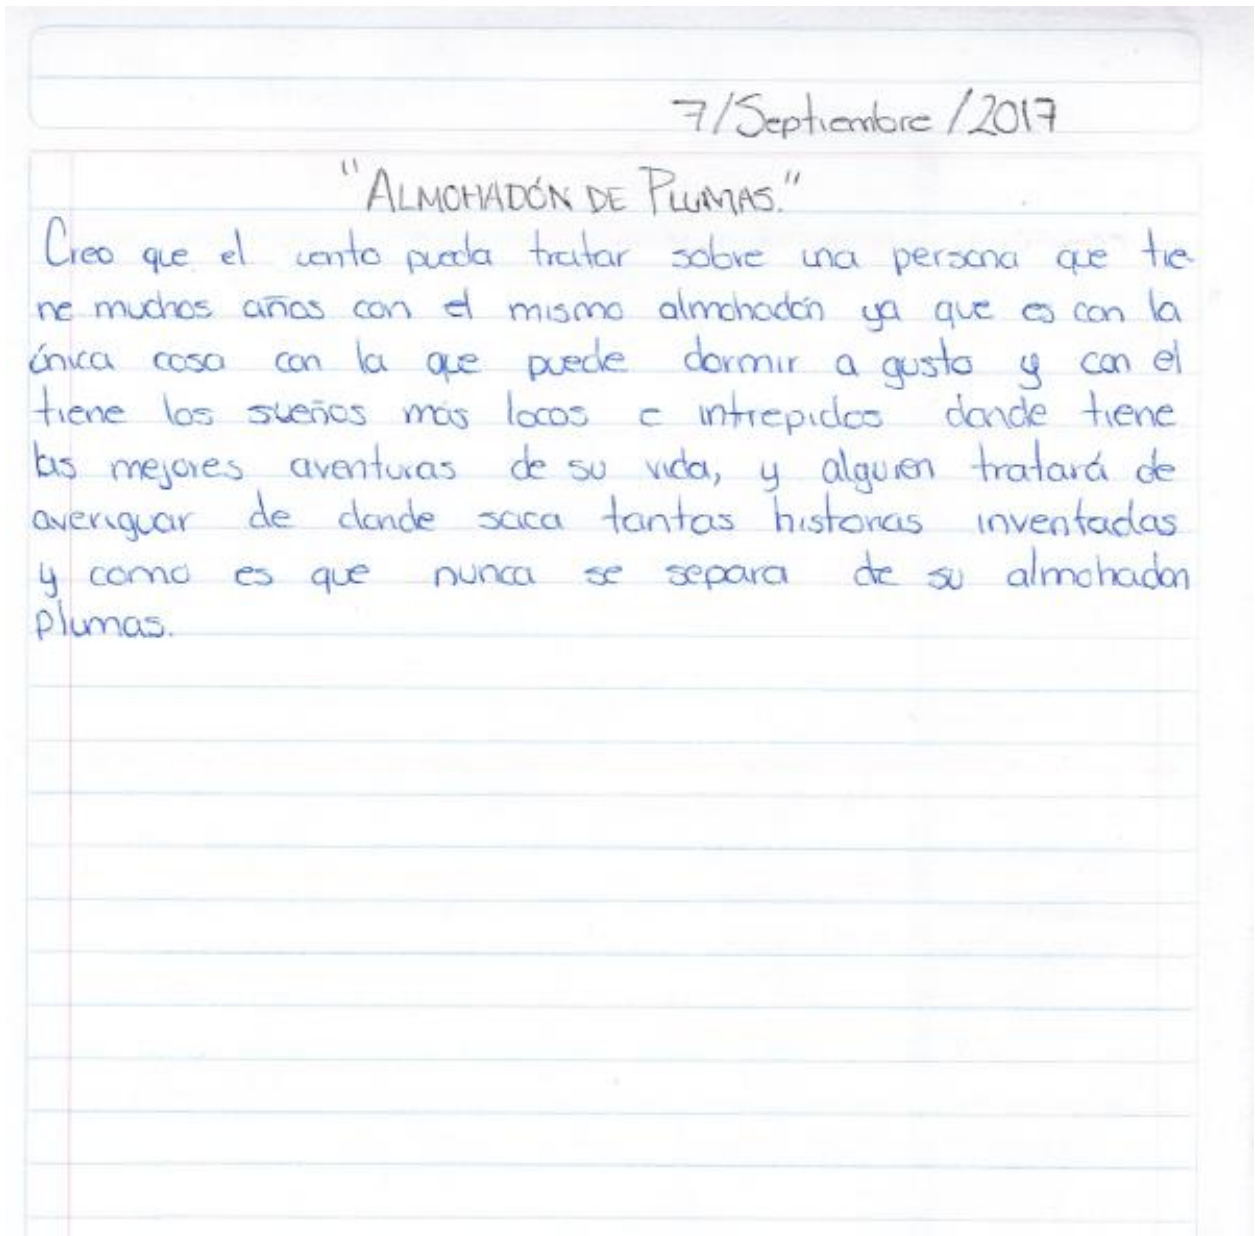 7/Septiembre/2017
"ALMOHADÓN DE PLUMAS."
Creo que el cento pueda tratar sobre una persona que tie-
ne muchos años con el mismo almohadón ya que es con la
única cosa con la que puede dormir a gusto y con el
tiene los sueños más locos e intrepidos donde tiene
las mejores aventuras de su vida, y alguien tratará de
averiguar de donde saca tantas historias inventadas
y como es que nunca se separa de su almohadon
plumas.